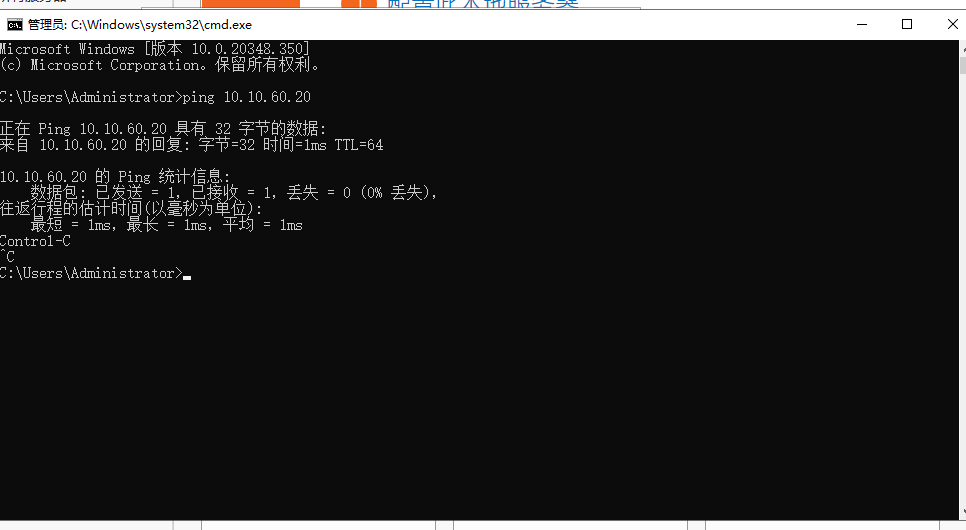 管理员: C:\Windows\system32\cmd.exe
Microsoft Windows [版本 10.0.20348.350]
(c) Microsoft Corporation。保留所有权利。
C:\Users\Administrator>ping 10.10.60.20
正在 Ping 10.10.60.20 具有 32 字节的数据:
来自 10.10.60.20 的回复: 字节=32 时间=1ms TTL=64
10.10.60.20 的 Ping 统计信息:
数据包: 已发送 = 1，已接收 = 1，丢失 = 0 (0% 丢失)，
往返行程的估计时间(以毫秒为单位):
最短 = 1ms，最长 = 1ms，平均 = 1ms
Control-C
^C
C:\Users\Administrator>